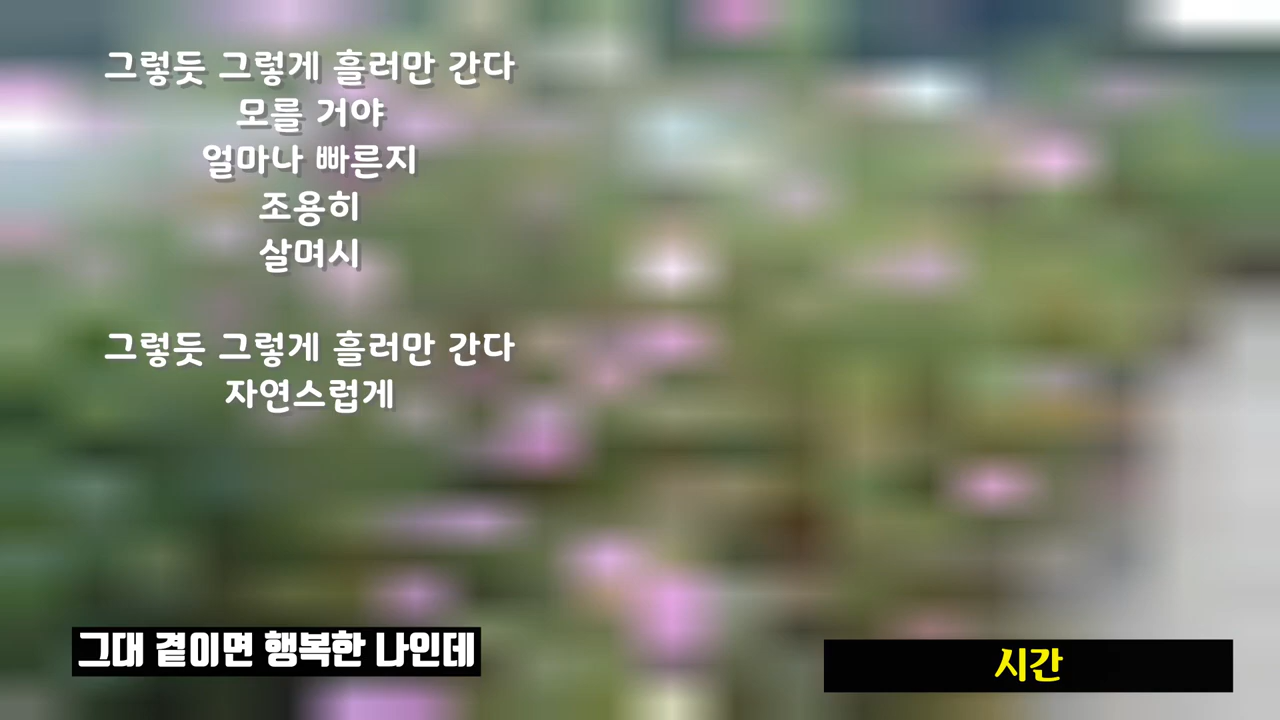 그렇듯 그렇게 흘러만 간다
모를 거야
얼마나 빠른지
조용히
살며시
그렇듯 그렇게 흘러만 간다
자연스럽게
그대 곁이면 행복한 나인데
시간